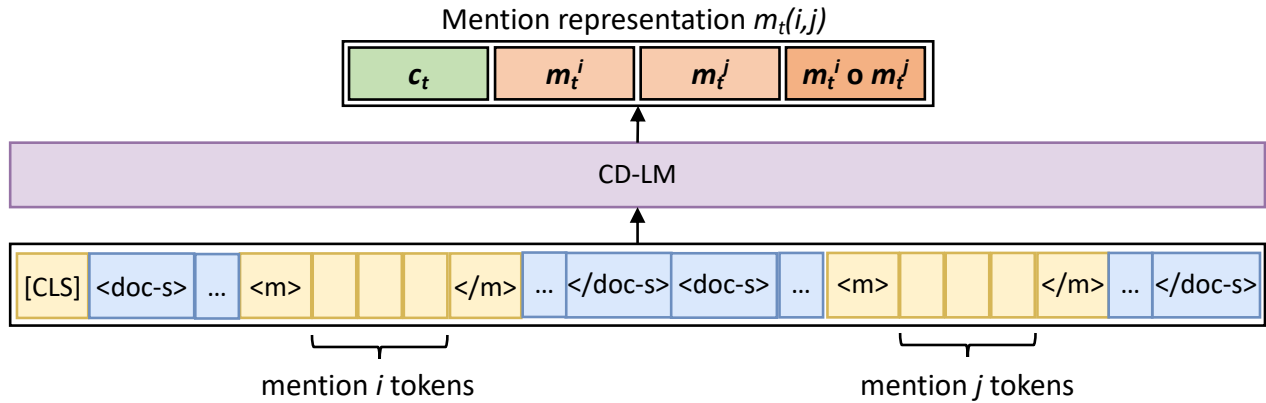 Mention representation m_t(i,j)
c_t m_t^i m_t^j m_t^i o m_t^j
CD-LM
[CLS] <doc-s> ... <m> </m> ... </doc-s> <doc-s> ... <m> </m> ... </doc-s>
mention i tokens mention j tokens